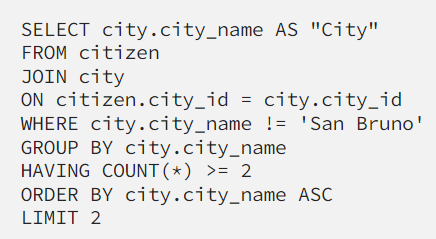 SELECT city.city_name AS "City"
FROM citizen
JOIN city
ON citizen.city_id = city.city_id
WHERE city.city_name != 'San Bruno'
GROUP BY city.city_name
HAVING COUNT(*) >= 2
ORDER BY city.city_name ASC
LIMIT 2